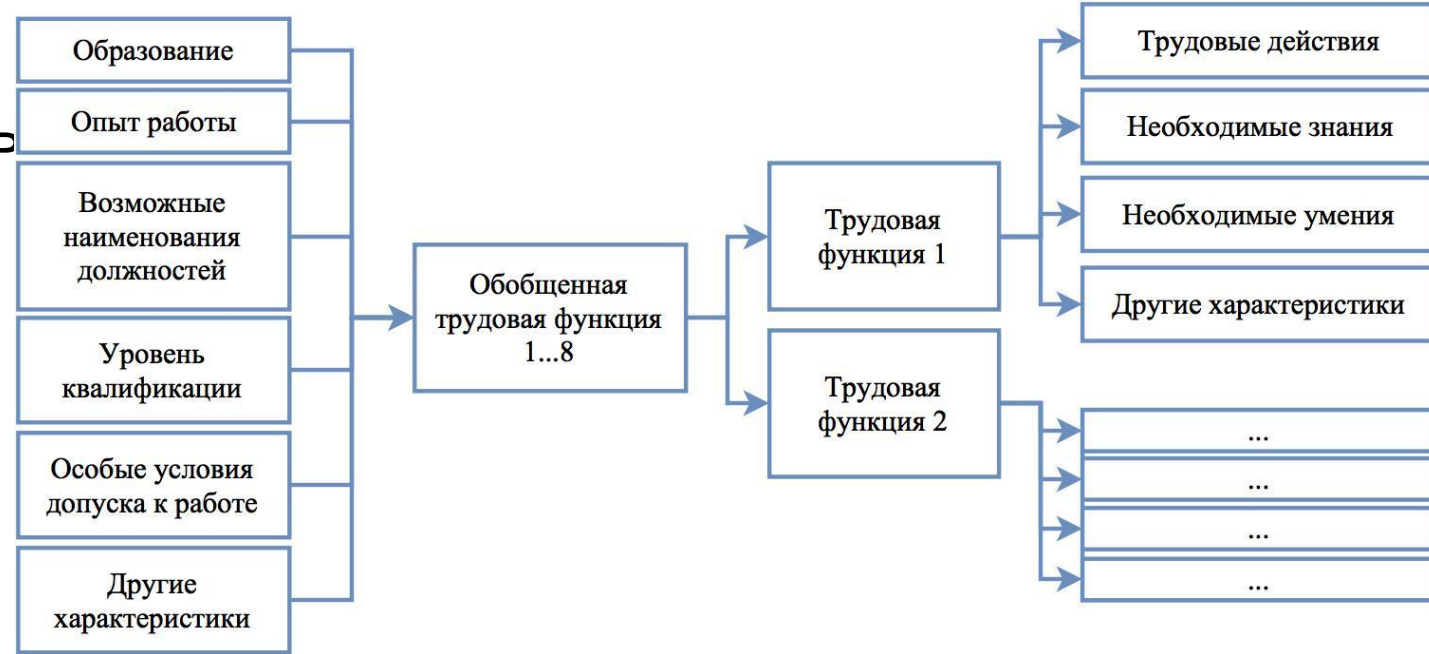 Образование
Опыт работы
Возможные
наименования
должностей
Уровень
квалификации
Особые условия
допуска к работе
Другие
характеристики
Обобщенная
трудовая функция
1...8
Трудовая
функция 1
Трудовая
функция 2
Трудовые действия
Необходимые знания
Необходимые умения
Другие характеристики
...
...
...
...